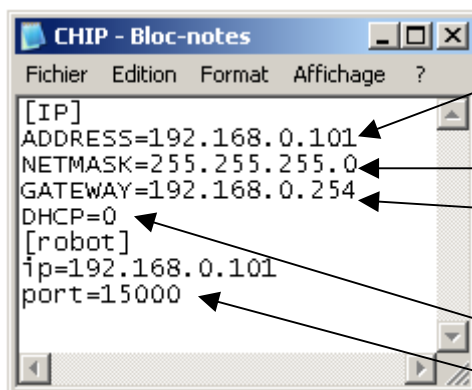 CHIP - Bloc-notes
Fichier Edition Format Affichage ?
[IP]
ADDRESS=192.168.0.101
NETMASK=255.255.255.0
GATEWAY=192.168.0.254
DHCP=0
[robot]
ip=192.168.0.101
port=15000